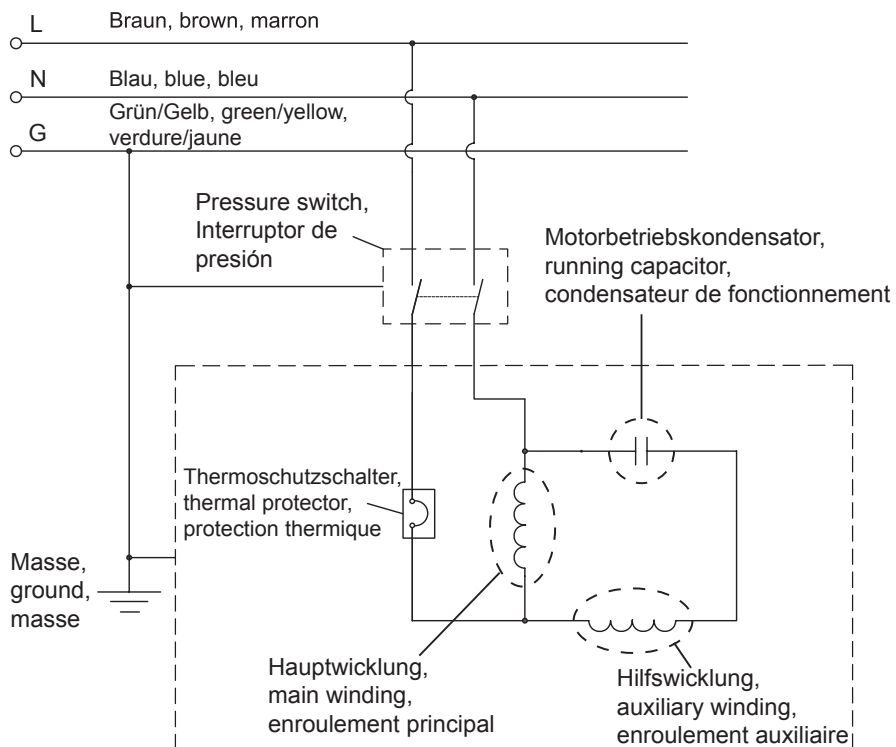 L
Braun, brown, marron
N
Blau, blue, bleu
Grün/Gelb, green/yellow,
G
verdure/jaune
Pressure switch,
Interruptor de
presión
Motorbetriebskondensator,
running capacitor,
condensateur de fonctionnement
Thermoschutzschalter,
thermal protector,
protection thermique
Masse,
ground,
masse
Hauptwicklung,
main winding,
enroulement principal
Hilfswicklung,
auxiliary winding,
enroulement auxiliaire